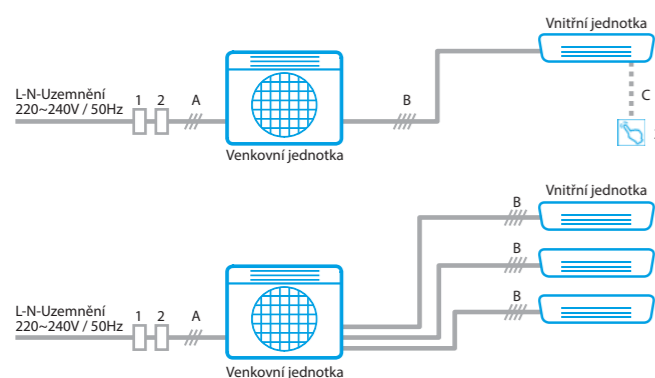 Vnitřní jednotka
L-N-Uzemnění
220~240V / 50Hz
1 2 A
B
C
Venkovní jednotka
Vnitřní jednotka
B
B
B
L-N-Uzemnění
220~240V / 50Hz
1 2 A
Venkovní jednotka